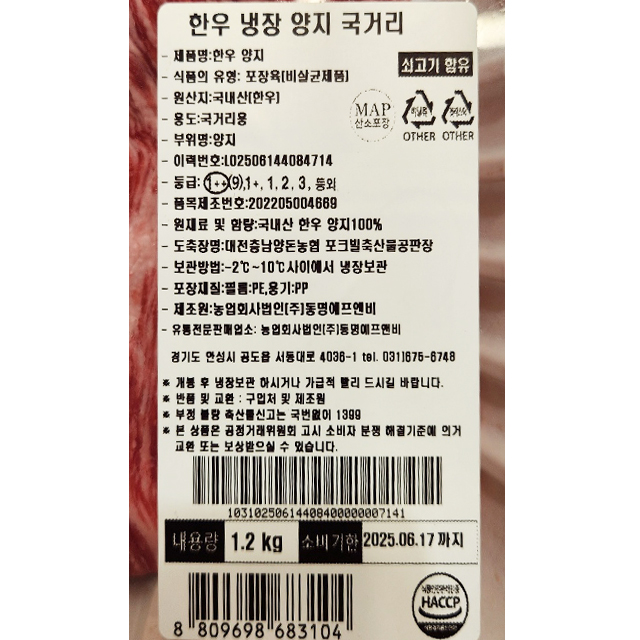 한우 냉장 양지 국거리
- 제품명:한우 양지
쇠고기 함유
- 식품의 유형: 포장육(비살균제품)
- 원산지:국내산(한우)
MAP
산소포장
OTHER OTHER
- 용도:국거리용
- 부위명:양지
- 이력번호:L02506144084714
- 등급: 1++(9),1+, 1, 2, 3, 등외
- 품목제조번호:202205004669
- 원재료 및 함량:국내산 한우 양지100%
- 도축장명:대전충남양돈농협 포크빌축산물공판장
- 보관방법:-2℃~10℃사이에서 냉장보관
- 포장재질:필름:PE,용기:PP
- 제조원:농업회사법인(주)동명에프앤비
- 유통전문판매업소: 농업회사법인(주)동명에프앤비
경기도 안성시 공도읍 서동대로 4036-1 tel. 031)675-6748
※ 개봉 후 냉장보관 하시거나 가급적 빨리 드시길 바랍니다.
※ 반품 및 교환 : 구입처 및 제조원
※ 부정 불량 축산물신고는 국번없이 1399
※ 본 상품은 공정거래위원회 고시 소비자 분쟁 해결기준에 의거
교환 또는 보상받으실 수 있습니다.
10310250614408400000007141
내용량 1.2 kg 소비기한 2025.06.17 까지
HACCP
8 809698 683104